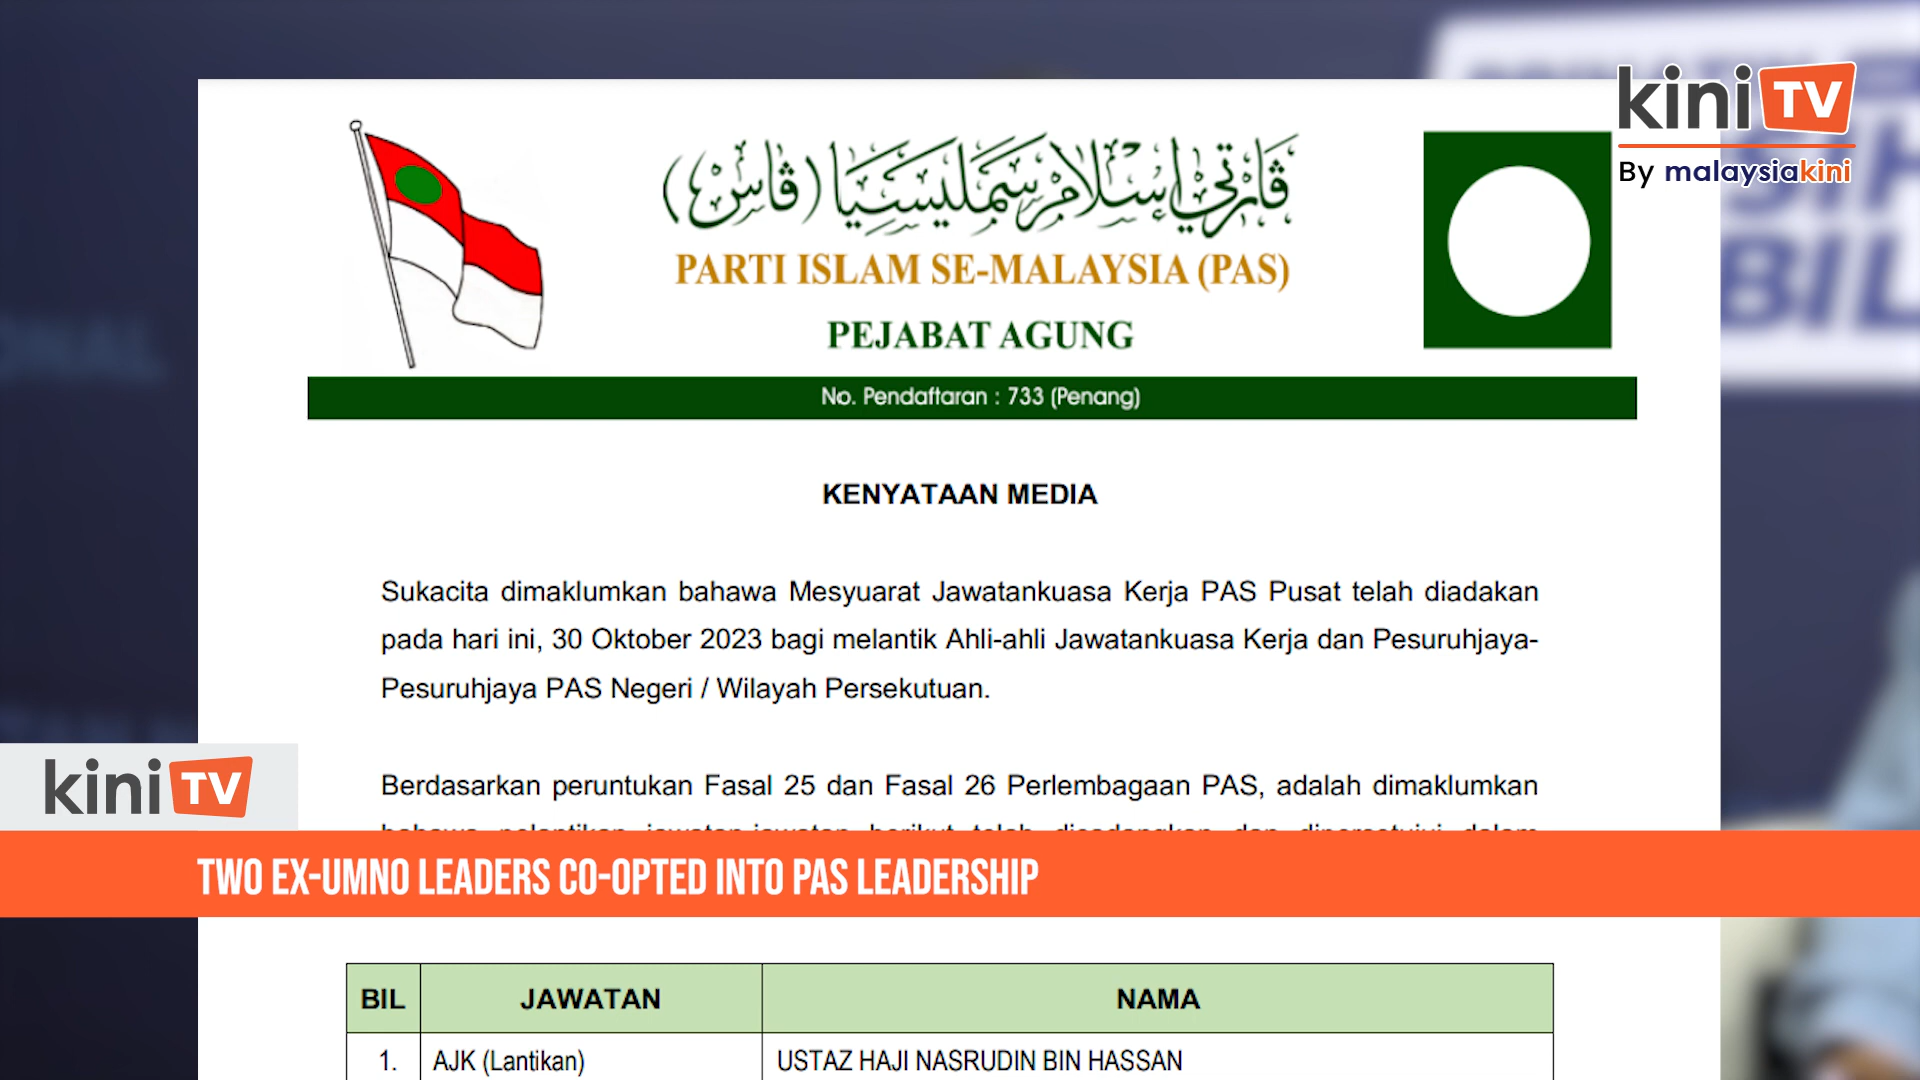 kini TV
By malaysiakini
ڤرتي إسلام سمليسيا (ڤاس)
PARTI ISLAM SE-MALAYSIA (PAS)
PEJABAT AGUNG
No. Pendaftaran : 733 (Penang)
KENYATAAN MEDIA
Sukacita dimaklumkan bahawa Mesyuarat Jawatankuasa Kerja PAS Pusat telah diadakan
pada hari ini, 30 Oktober 2023 bagi melantik Ahli-ahli Jawatankuasa Kerja dan Pesuruhjaya-
Pesuruhjaya PAS Negeri / Wilayah Persekutuan.
Berdasarkan peruntukan Fasal 25 dan Fasal 26 Perlembagaan PAS, adalah dimaklumkan
kini TV
TWO EX-UMNO LEADERS CO-OPTED INTO PAS LEADERSHIP
BIL JAWATAN NAMA
1. AJK (Lantikan) USTAZ HAJI NASRUDIN BIN HASSAN